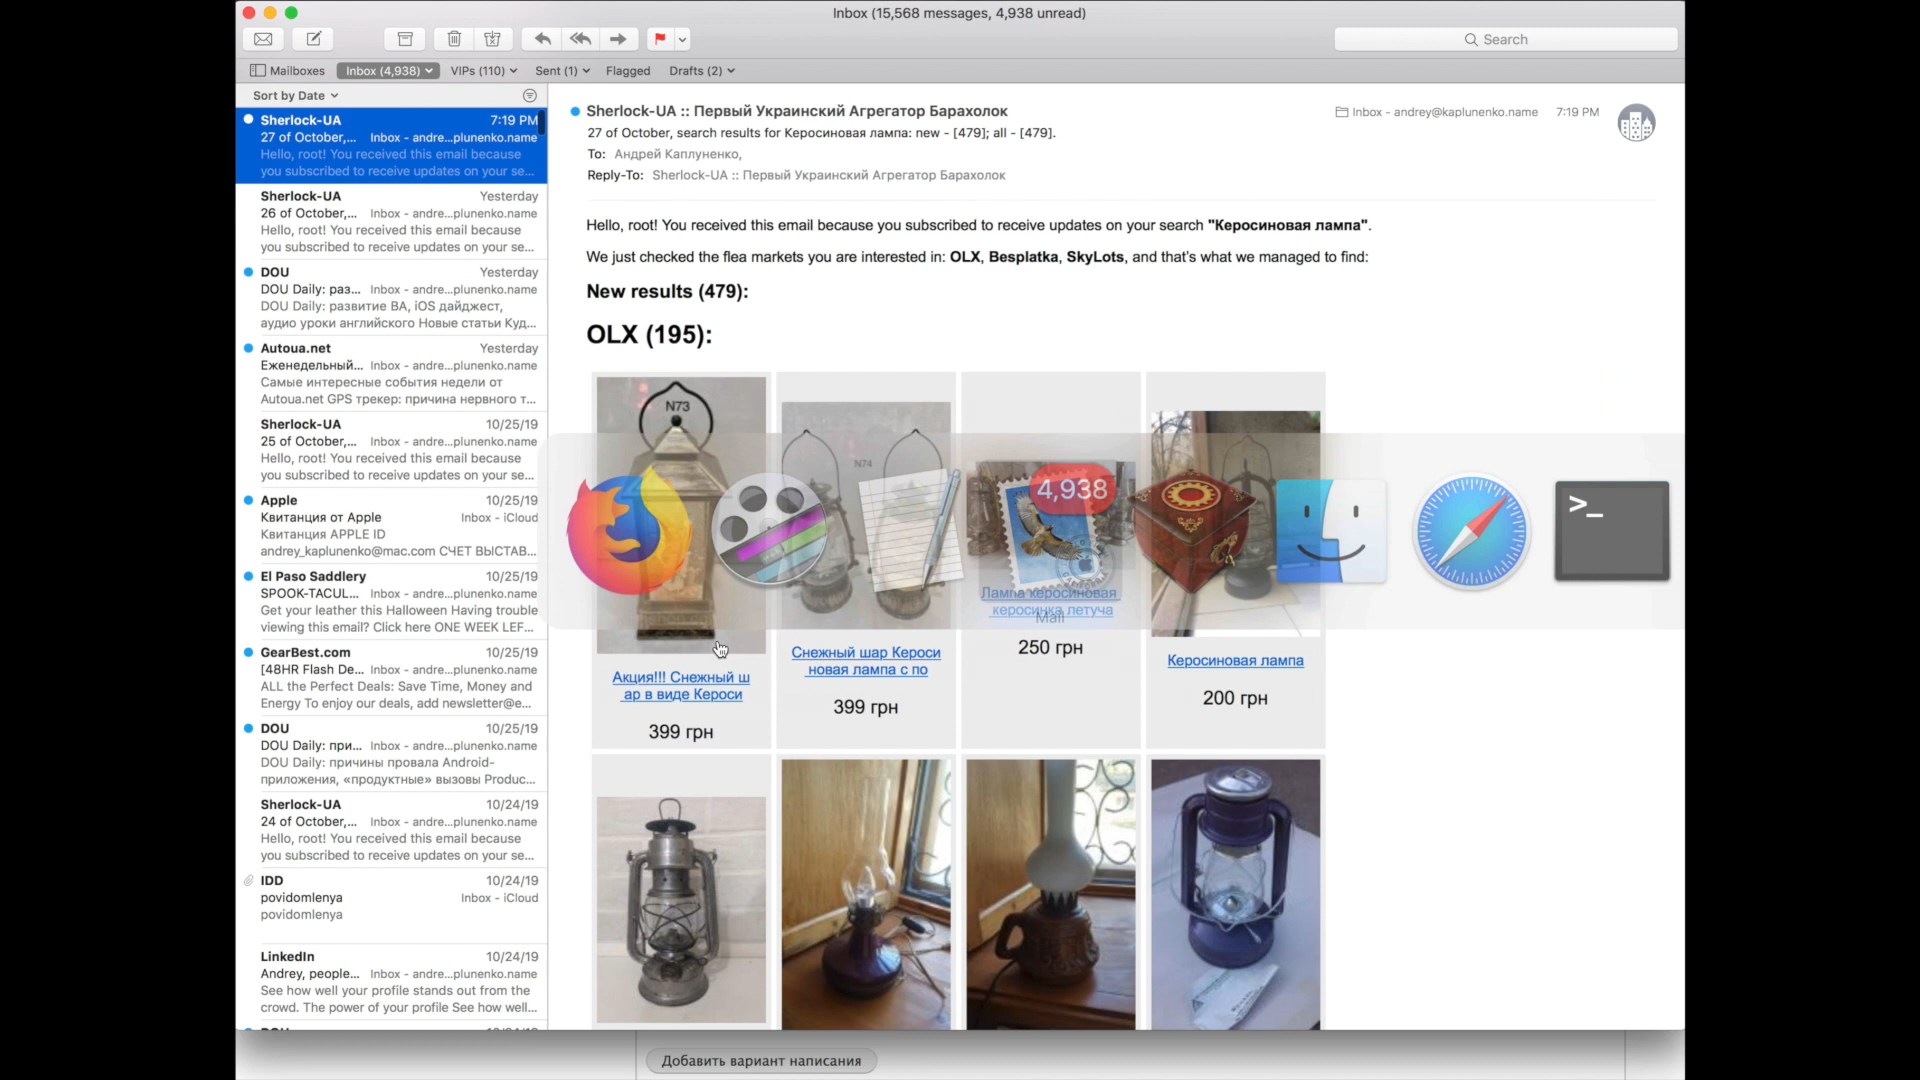 Inbox (15,568 messages, 4,938 unread)
Search
Mailboxes
Inbox (4,938)
VIPs (110)
Sent (1)
Flagged
Drafts (2)
Sort by Date
Sherlock-UA 7:19 PM
27 of October,... Inbox - andre...plunenko.name
Hello, root! You received this email because
you subscribed to receive updates on your se...
Sherlock-UA Yesterday
26 of October,... Inbox - andre...plunenko.name
Hello, root! You received this email because
you subscribed to receive updates on your se...
DOU Yesterday
DOU Daily: раз... Inbox - andre...plunenko.name
DOU Daily: развитие BA, iOS дайджест,
аудио уроки английского Новые статьи Куд...
Autoua.net Yesterday
Еженедельный... Inbox - andre...plunenko.name
Самые интересные события недели от
Autoua.net GPS трекер: причина нервного т...
Sherlock-UA 10/25/19
25 of October,... Inbox - andre...plunenko.name
Hello, root! You received this email because
you subscribed to receive updates on your se...
Apple 10/25/19
Квитанция от Apple Inbox - iCloud
Квитанция APPLE ID
andrey_kaplunenko@mac.com СЧЕТ ВЫСТАВ...
El Paso Saddlery 10/25/19
SPOOK-TACUL... Inbox - andre...plunenko.name
Get your leather this Halloween Having trouble
viewing this email? Click here ONE WEEK LEF...
GearBest.com 10/25/19
[48HR Flash De... Inbox - andre...plunenko.name
ALL the Perfect Deals: Save Time, Money and
Energy To enjoy our deals, add newsletter@e...
DOU 10/25/19
DOU Daily: при... Inbox - andre...plunenko.name
DOU Daily: причины провала Android-
приложения, «продуктные» вызовы Produc...
Sherlock-UA 10/24/19
24 of October,... Inbox - andre...plunenko.name
Hello, root! You received this email because
you subscribed to receive updates on your se...
IDD 10/24/19
povidomlenya Inbox - iCloud
povidomlenya
LinkedIn 10/24/19
Andrey, people... Inbox - andre...plunenko.name
See how well your profile stands out from the
crowd. The power of your profile See how well...
Sherlock-UA :: Первый Украинский Агрегатор Барахолок
Inbox - andrey@kaplunenko.name 7:19 PM
27 of October, search results for Керосиновая лампа: new - [479]; all - [479].
To: Андрей Каплуненко,
Reply-To: Sherlock-UA :: Первый Украинский Агрегатор Барахолок
Hello, root! You received this email because you subscribed to receive updates on your search "Керосиновая лампа".
We just checked the flea markets you are interested in: OLX, Besplatka, SkyLots, and that's what we managed to find:
New results (479):
OLX (195):
N73
N74
4,938
>_
Mail
Акция!!! Снежный ш
ар в виде Кероси
399 грн
Снежный шар Кероси
новая лампа с по
399 грн
Лампа керосиновая
керосинка летуча
250 грн
Керосиновая лампа
200 грн
Добавить вариант написания